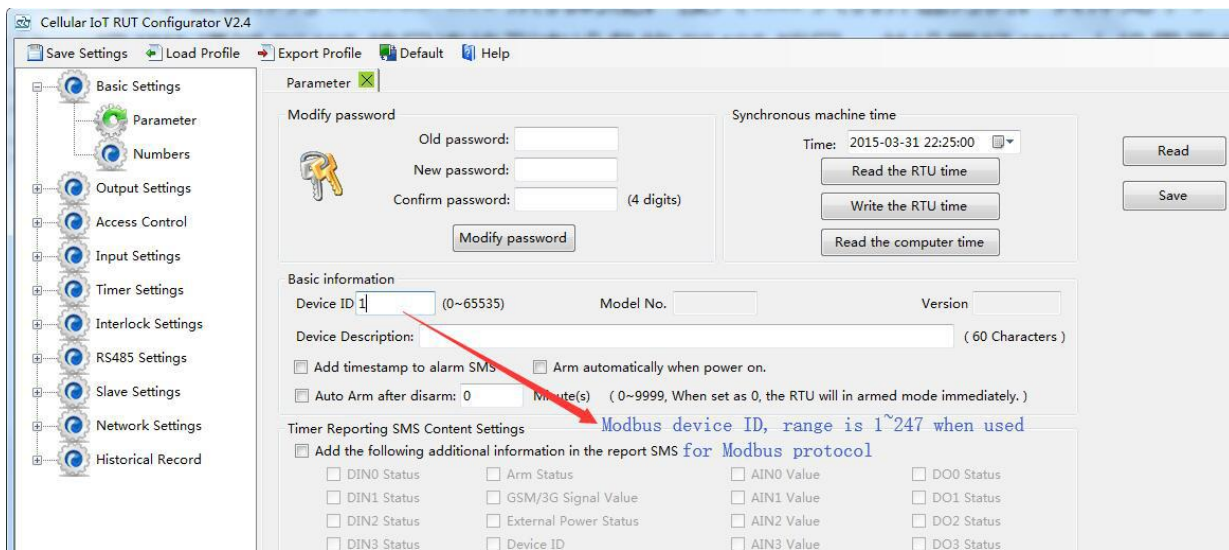 Cellular IoT RUT Configurator V2.4
Save Settings Load Profile Export Profile Default Help
Basic Settings
Parameter
Numbers
Output Settings
Access Control
Input Settings
Timer Settings
Interlock Settings
RS485 Settings
Slave Settings
Network Settings
Historical Record
Parameter
Modify password
Old password:
New password:
Confirm password: (4 digits)
Modify password
Synchronous machine time
Time: 2015-03-31 22:25:00
Read the RTU time
Write the RTU time
Read the computer time
Read
Save
Basic information
Device ID 1 (0~65535) Model No. Version
Device Description: ( 60 Characters )
Add timestamp to alarm SMS Arm automatically when power on.
Auto Arm after disarm: 0 Minute(s) ( 0~9999, When set as 0, the RTU will in armed mode immediately. )
Modbus device ID, range is 1~247 when used
for Modbus protocol
Timer Reporting SMS Content Settings
Add the following additional information in the report SMS
DIN0 Status Arm Status AIN0 Value DO0 Status
DIN1 Status GSM/3G Signal Value AIN1 Value DO1 Status
DIN2 Status External Power Status AIN2 Value DO2 Status
DIN3 Status Device ID AIN3 Value DO3 Status